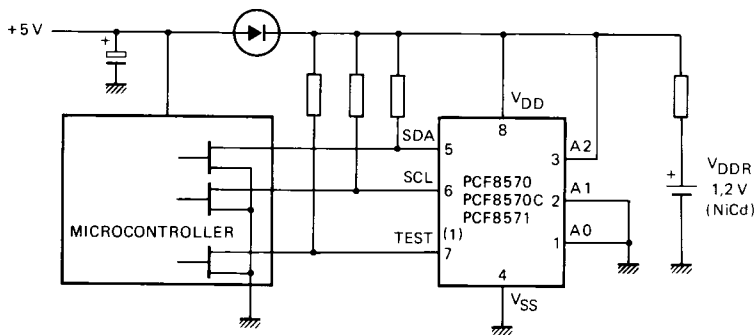 +5 V
+
SDA
SCL
TEST
(1)
MICROCONTROLLER
VDD
8
5
6
7
PCF8570
PCF8570C
PCF8571
3
2
1
A2
A1
A0
4
VSS
+
VDDR
1,2 V
(NiCd)